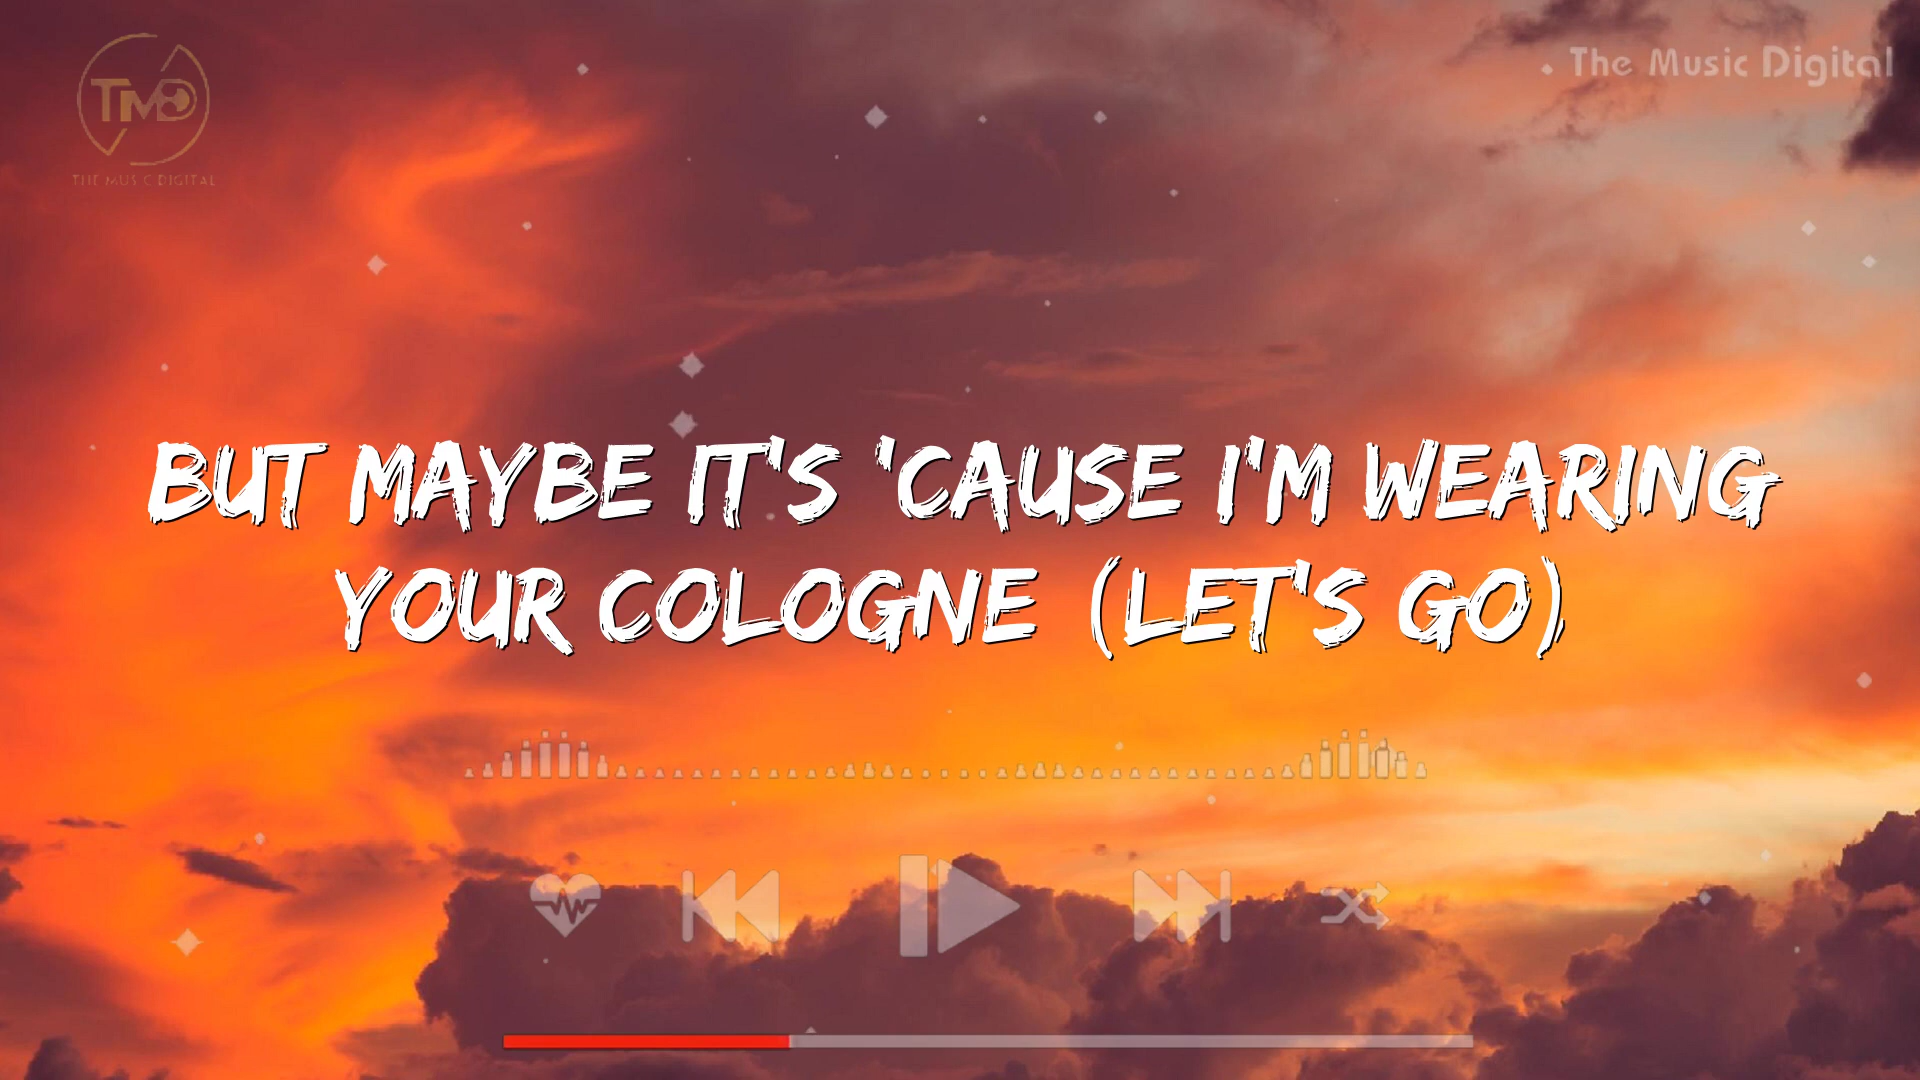 TMD
THE MUSIC DIGITAL
The Music Digital
BUT MAYBE IT'S 'CAUSE I'M WEARING
YOUR COLOGNE (LET'S GO)